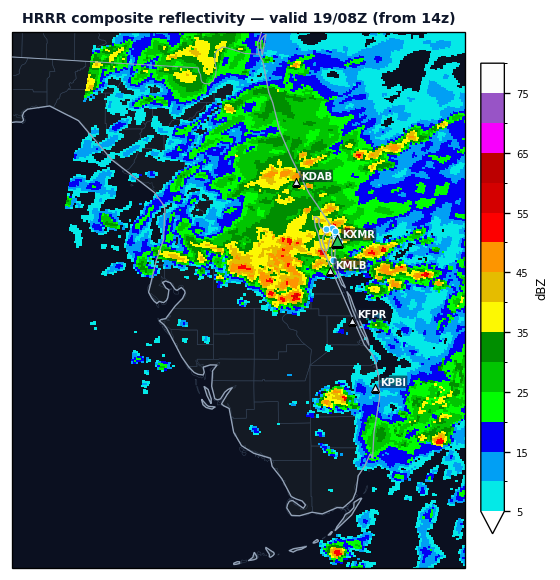 HRRR composite reflectivity — valid 19/08Z (from 14z)
KDAB
KXMR
KMLB
KFPR
KPBI
75
65
55
45
35
25
15
5
dBZ